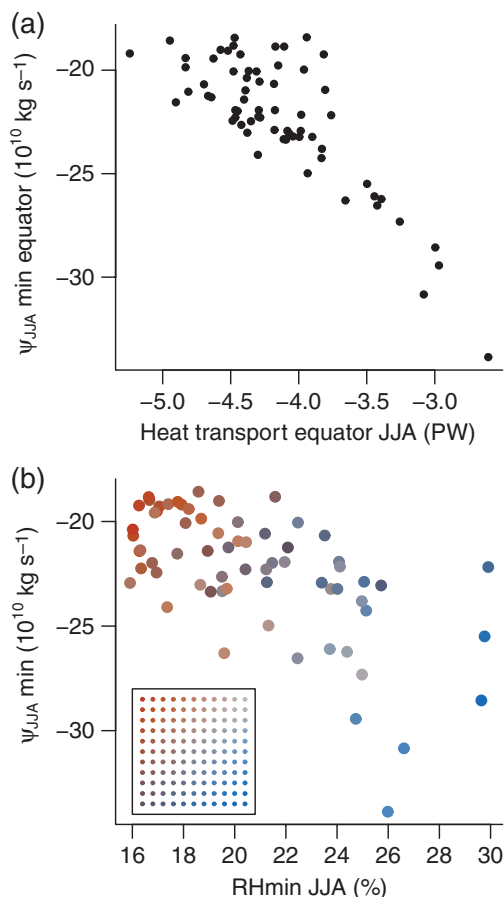 (a)
−20
−25
−30
ψJJA min equator (10¹⁰ kg s⁻¹)
−5.0 −4.5 −4.0 −3.5 −3.0
Heat transport equator JJA (PW)
(b)
−20
−25
−30
ψJJA min (10¹⁰ kg s⁻¹)
16 18 20 22 24 26 28 30
RHmin JJA (%)